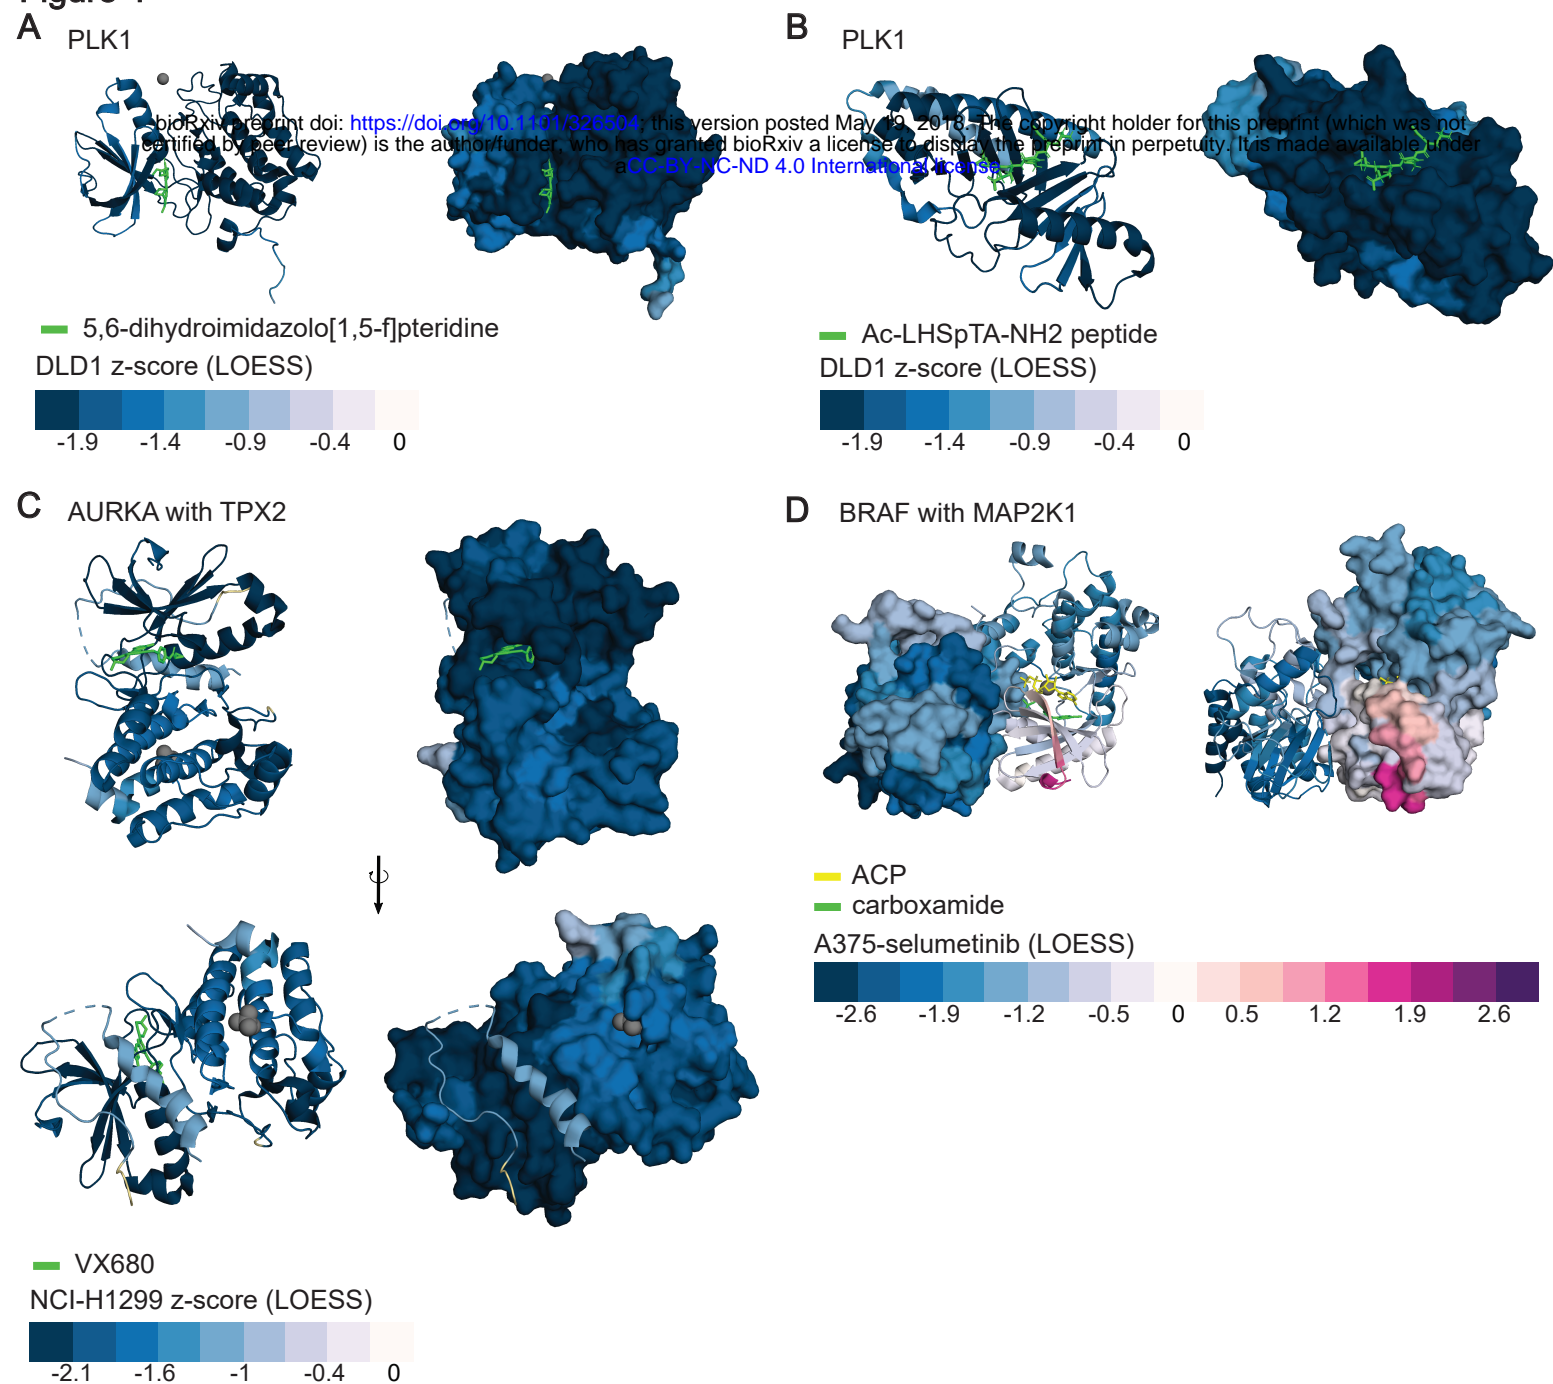 A
PLK1
B
PLK1
bioRxiv preprint doi: https://doi.org/10.1101/326504; this version posted May 19, 2018. The copyright holder for this preprint (which was not
certified by peer review) is the author/funder, who has granted bioRxiv a license to display the preprint in perpetuity. It is made available under
aCC-BY-NC-ND 4.0 International license.
5,6-dihydroimidazolo[1,5-f]pteridine
DLD1 z-score (LOESS)
-1.9 -1.4 -0.9 -0.4 0
Ac-LHSpTA-NH2 peptide
DLD1 z-score (LOESS)
-1.9 -1.4 -0.9 -0.4 0
C
AURKA with TPX2
D
BRAF with MAP2K1
ACP
carboxamide
A375-selumetinib (LOESS)
-2.6 -1.9 -1.2 -0.5 0 0.5 1.2 1.9 2.6
VX680
NCI-H1299 z-score (LOESS)
-2.1 -1.6 -1 -0.4 0